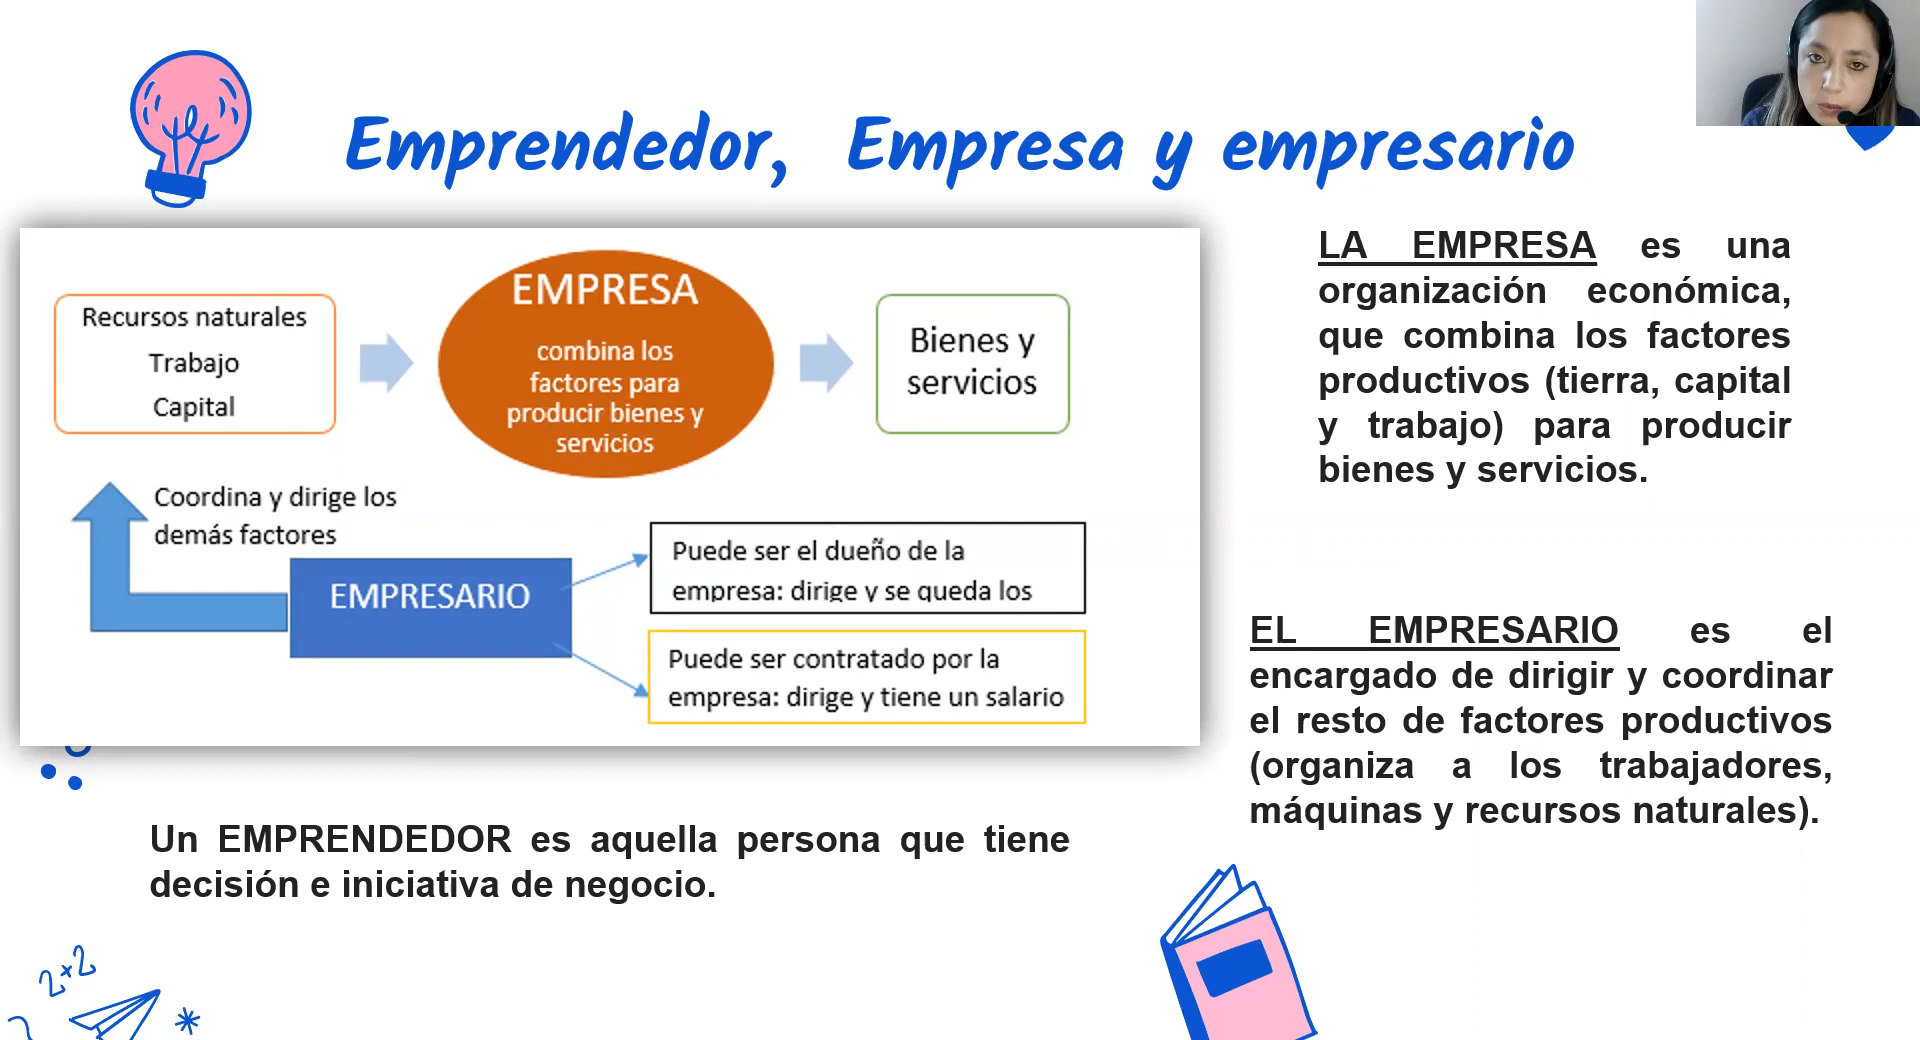 Emprendedor, Empresa y empresario
Recursos naturales
Trabajo
Capital
EMPRESA
combina los
factores para
producir bienes y
servicios
Bienes y
servicios
Coordina y dirige los
demás factores
EMPRESARIO
Puede ser el dueño de la
empresa: dirige y se queda los
Puede ser contratado por la
empresa: dirige y tiene un salario
LA EMPRESA es una
organización económica,
que combina los factores
productivos (tierra, capital
y trabajo) para producir
bienes y servicios.
EL EMPRESARIO es el
encargado de dirigir y coordinar
el resto de factores productivos
(organiza a los trabajadores,
máquinas y recursos naturales).
Un EMPRENDEDOR es aquella persona que tiene
decisión e iniciativa de negocio.
2x2